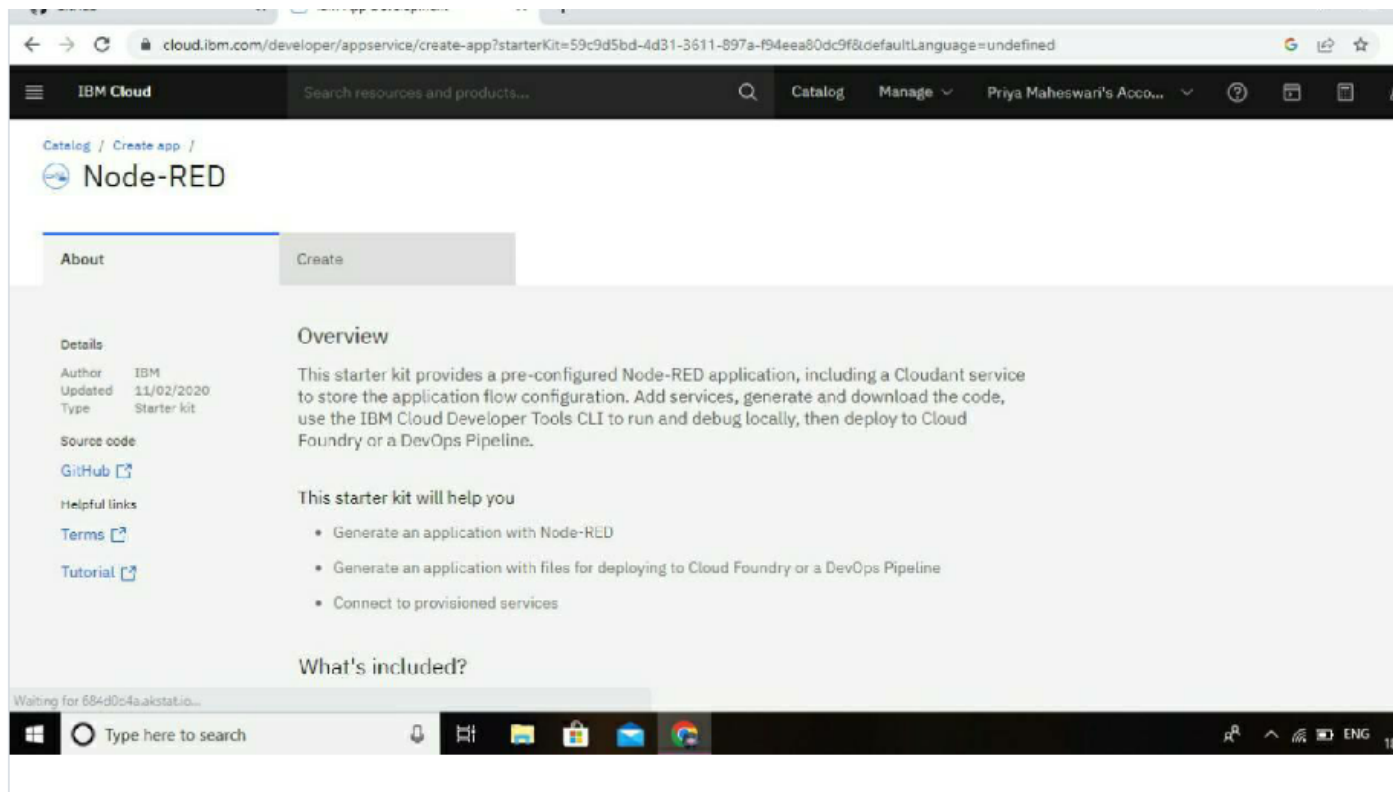 cloud.ibm.com/developer/appservice/create-app?starterKit=59c9d5bd-4d31-3611-897a-f94eea80dc9f&defaultLanguage=undefined
IBM Cloud Search resources and products... Catalog Manage Priya Maheswari's Acco...
Catalog / Create app /
Node-RED
About Create
Details
Author IBM
Updated 11/02/2020
Type Starter kit
Source code
GitHub
Helpful links
Terms
Tutorial
Overview
This starter kit provides a pre-configured Node-RED application, including a Cloudant service
to store the application flow configuration. Add services, generate and download the code,
use the IBM Cloud Developer Tools CLI to run and debug locally, then deploy to Cloud
Foundry or a DevOps Pipeline.
This starter kit will help you
• Generate an application with Node-RED
• Generate an application with files for deploying to Cloud Foundry or a DevOps Pipeline
• Connect to provisioned services
What's included?
Waiting for 684d0c4a.akstat.io...
Type here to search ENG